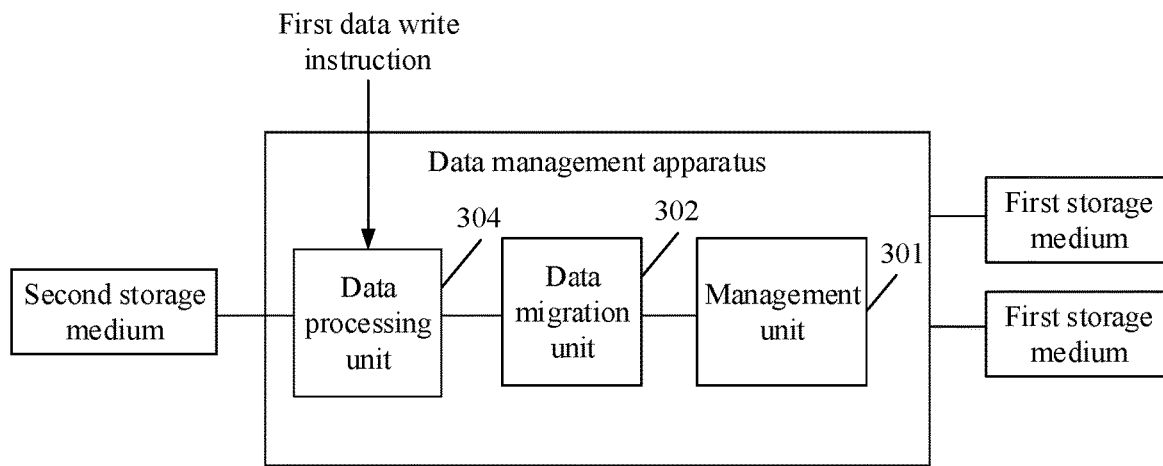 First data write
instruction
Data management apparatus
304
302
301
First storage
medium
Second storage
medium
Data
processing
unit
Data
migration
unit
Management
unit
First storage
medium